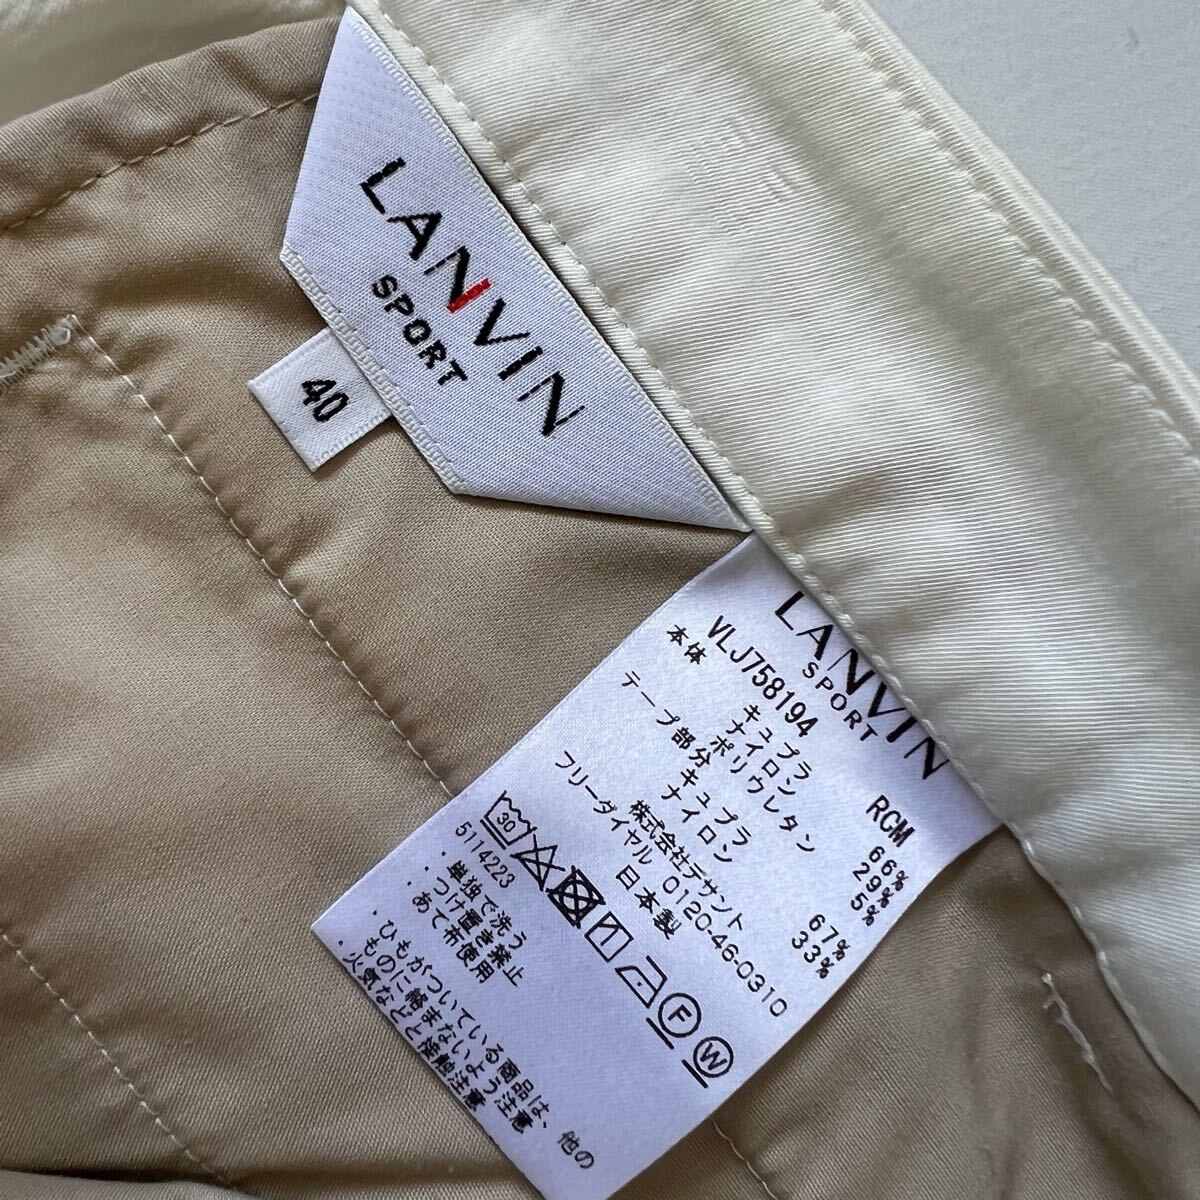 LANVIN
SPORT
40
LANVIN
SPORT
VLJ758194 RGM
本体 キュプラ 66%
ナイロン 29%
ポリウレタン 5%
テープ部分 キュプラ 67%
ナイロン 33%
株式会社デサント
フリーダイヤル 0120-46-0310
日本製
30 F W
5114223
・単独で洗う
・つけ置き禁止
・あて布使用
・ひもがついている商品は、他の
ものに絡まないよう注意
・火気などと接触注意